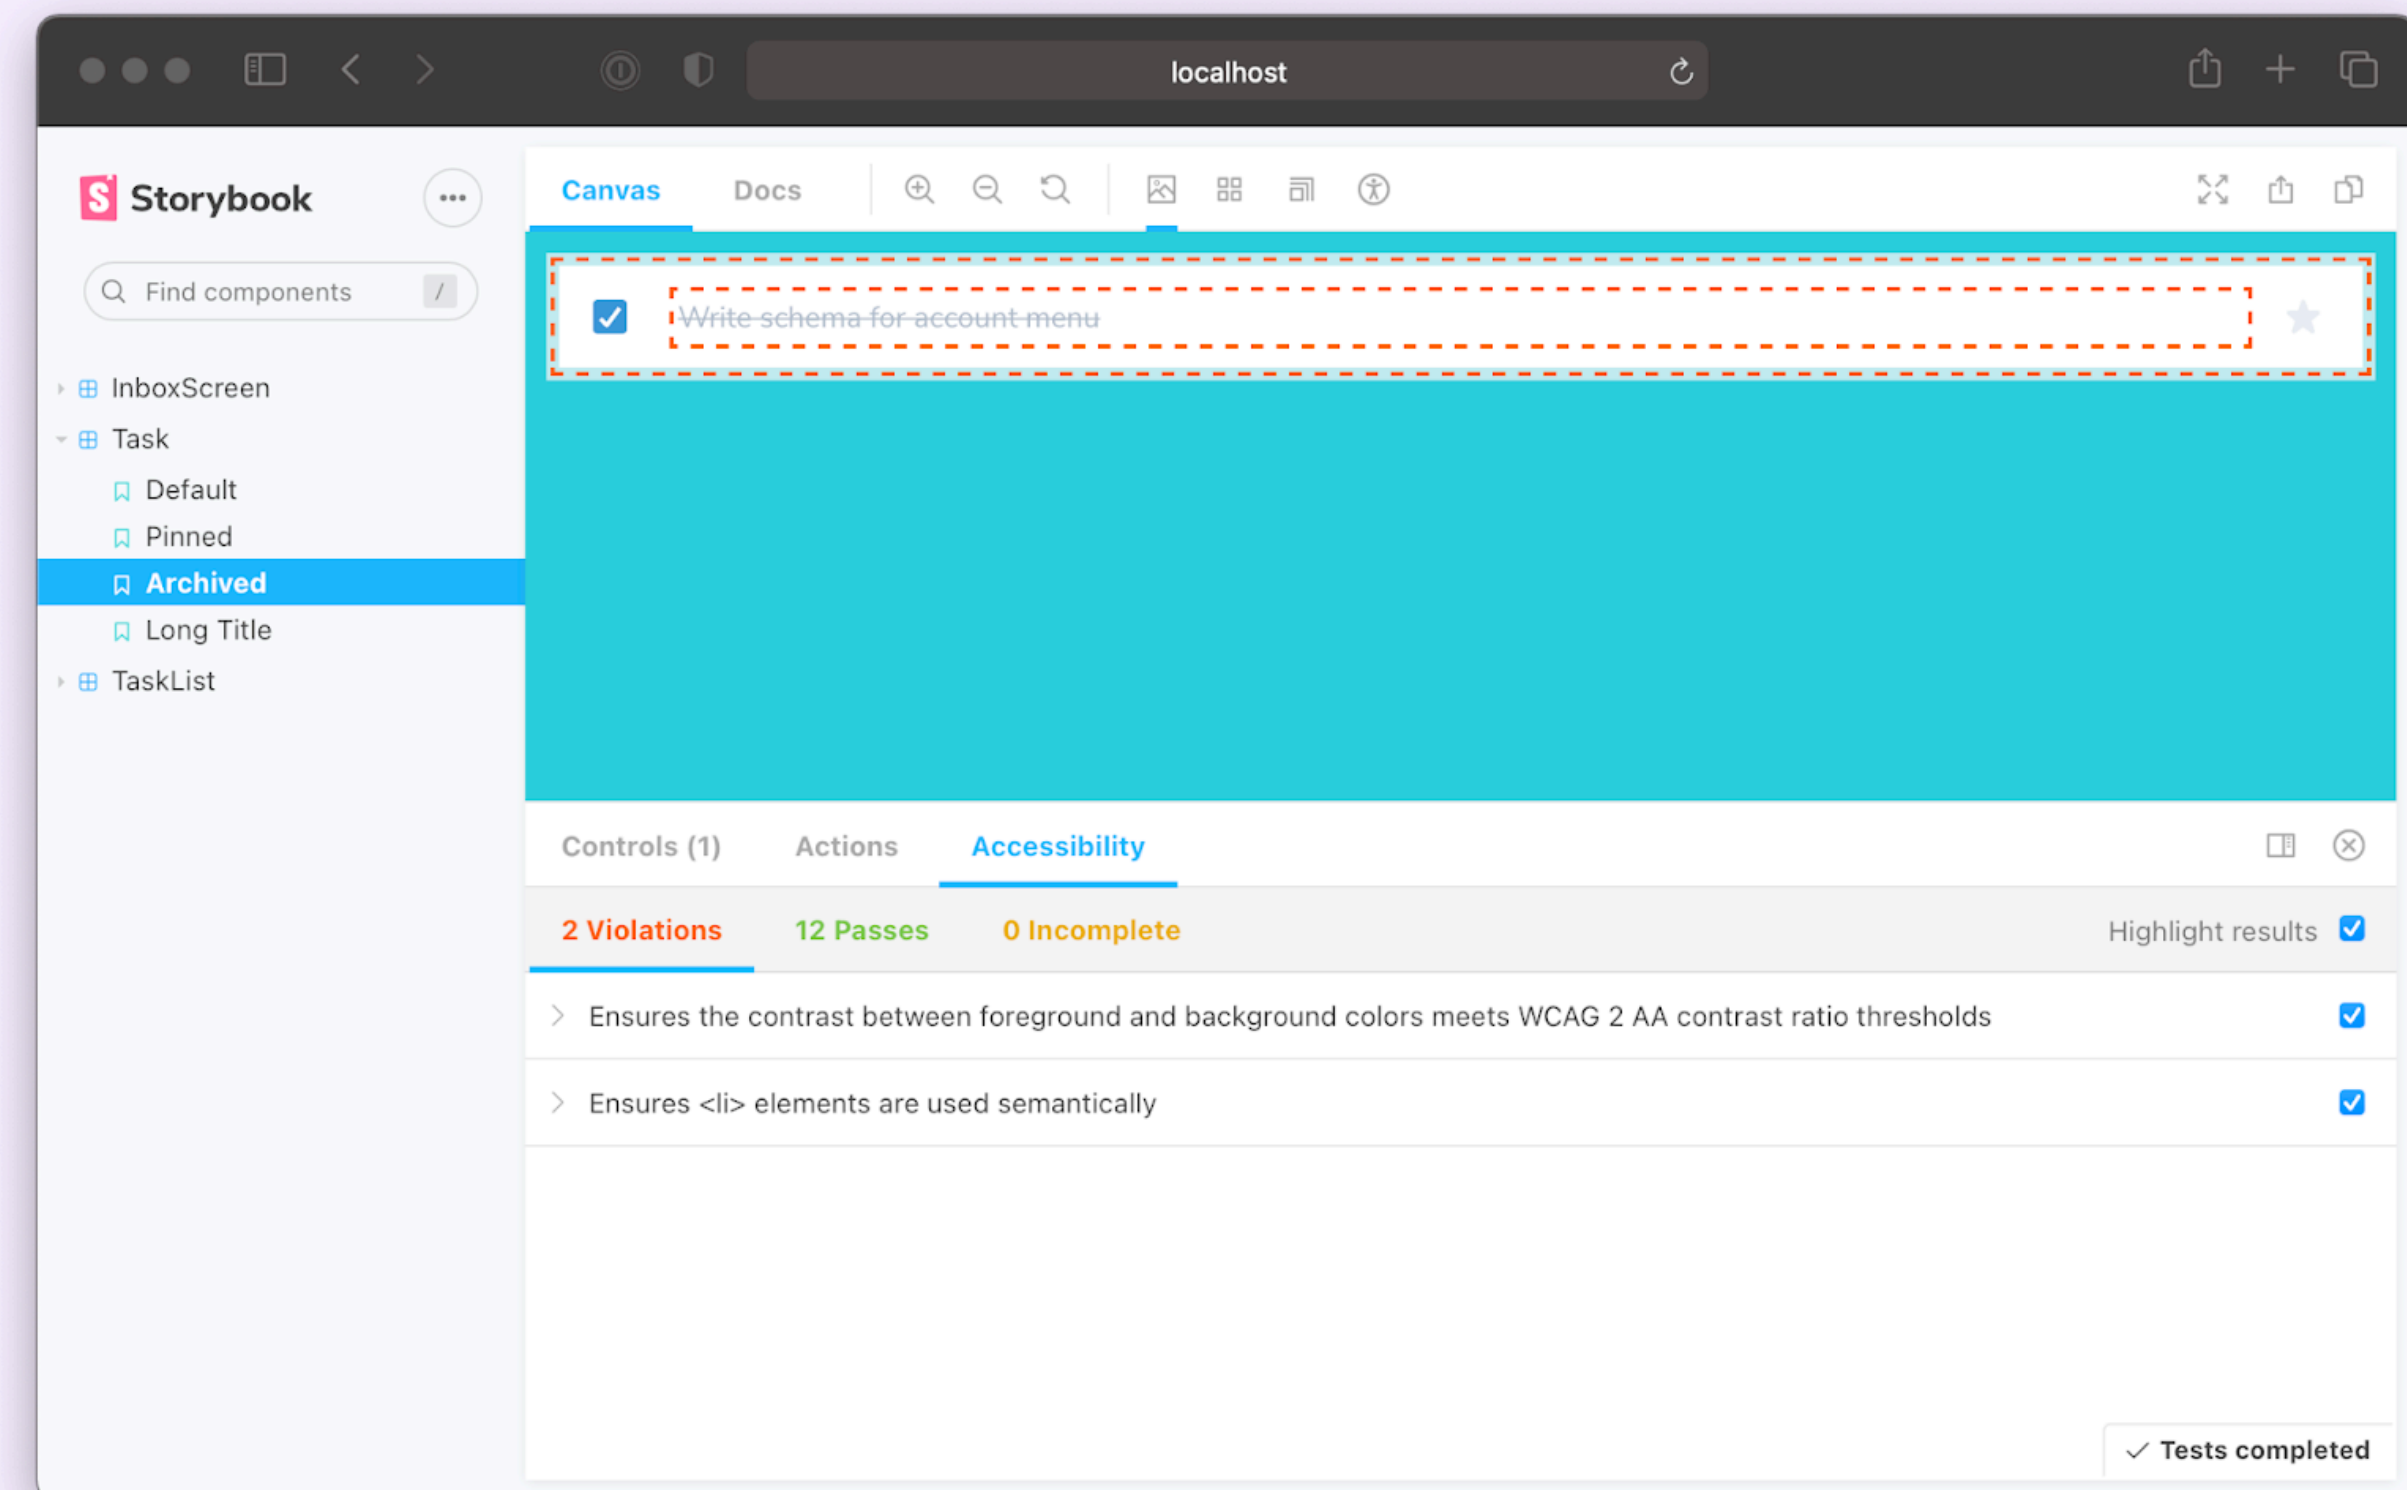 localhost
Storybook
Find components
/
InboxScreen
Task
Default
Pinned
Archived
Long Title
TaskList
Canvas
Docs
Write schema for account menu
Controls (1)
Actions
Accessibility
2 Violations
12 Passes
0 Incomplete
Highlight results
Ensures the contrast between foreground and background colors meets WCAG 2 AA contrast ratio thresholds
Ensures <li> elements are used semantically
Tests completed